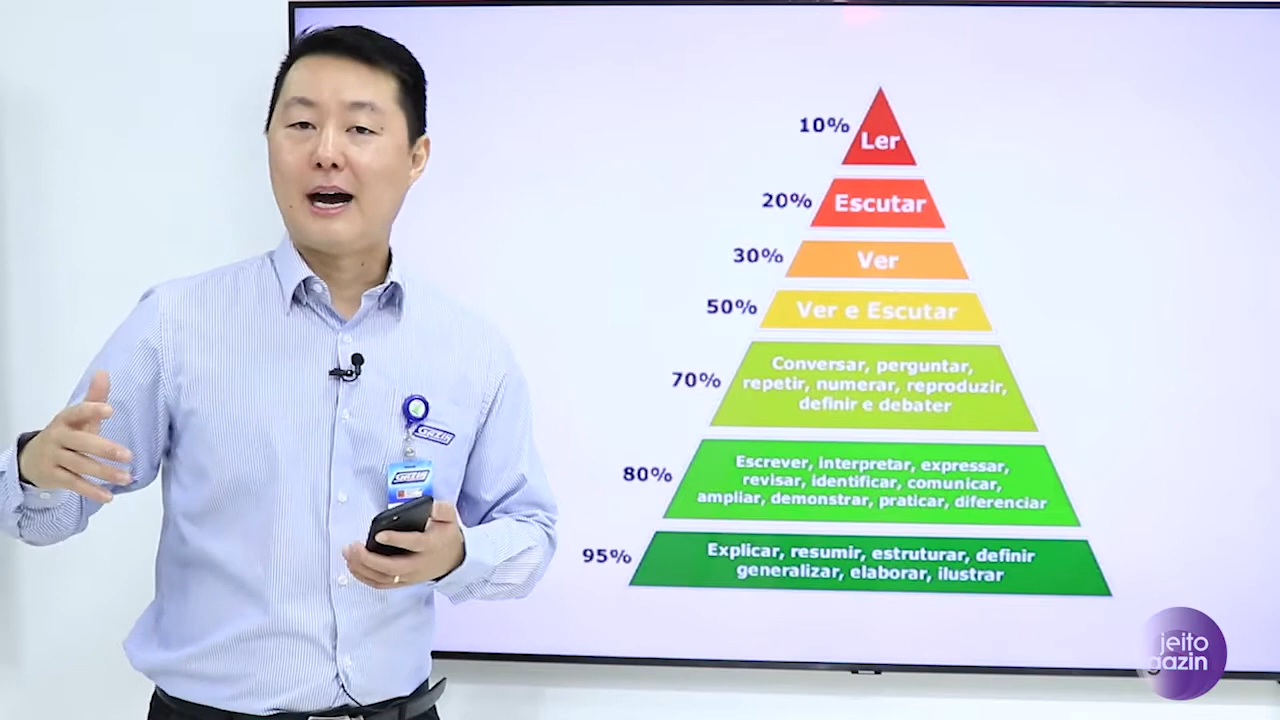 10%
Ler
20%
Escutar
30%
Ver
50%
Ver e Escutar
70%
Conversar, perguntar,
repetir, numerar, reproduzir,
definir e debater
80%
Escrever, interpretar, expressar,
revisar, identificar, comunicar,
ampliar, demonstrar, praticar, diferenciar
95%
Explicar, resumir, estruturar, definir
generalizar, elaborar, ilustrar
GAZIN
GAZIN
jeito
gazin